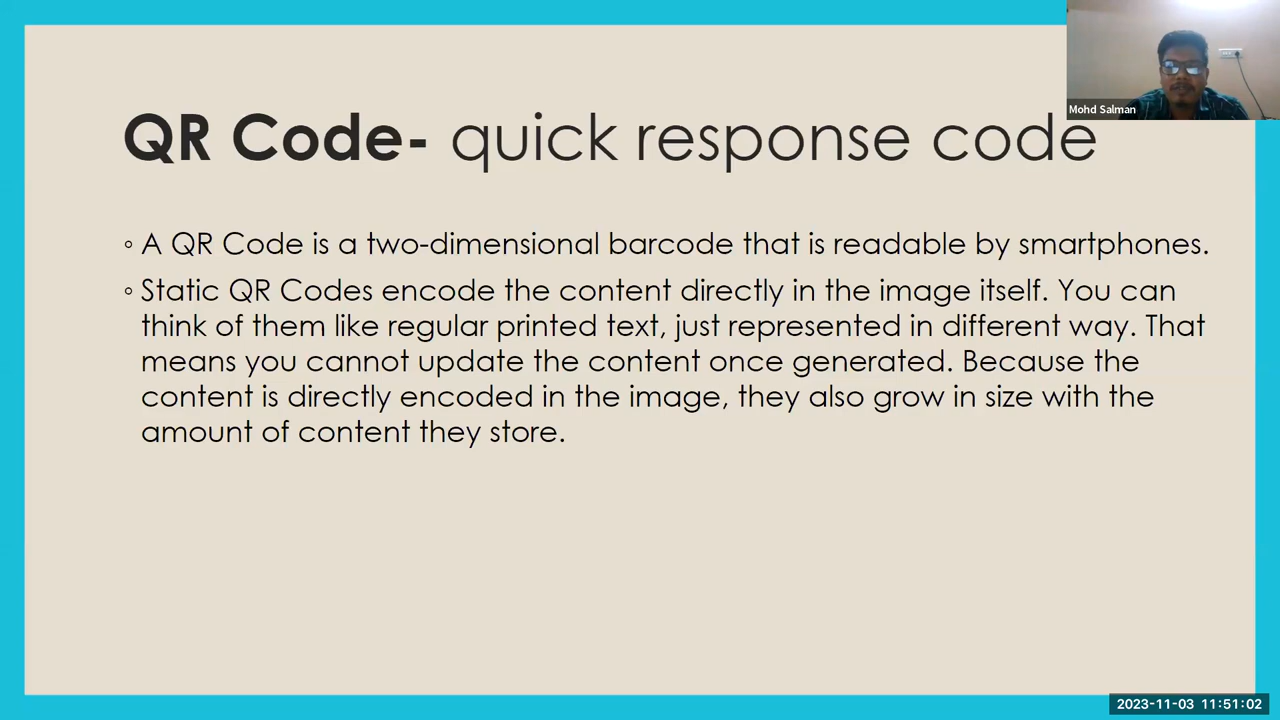 QR Code- quick response code
Mohd Salman
◦ A QR Code is a two-dimensional barcode that is readable by smartphones.
◦ Static QR Codes encode the content directly in the image itself. You can
think of them like regular printed text, just represented in different way. That
means you cannot update the content once generated. Because the
content is directly encoded in the image, they also grow in size with the
amount of content they store.
2023-11-03 11:51:02